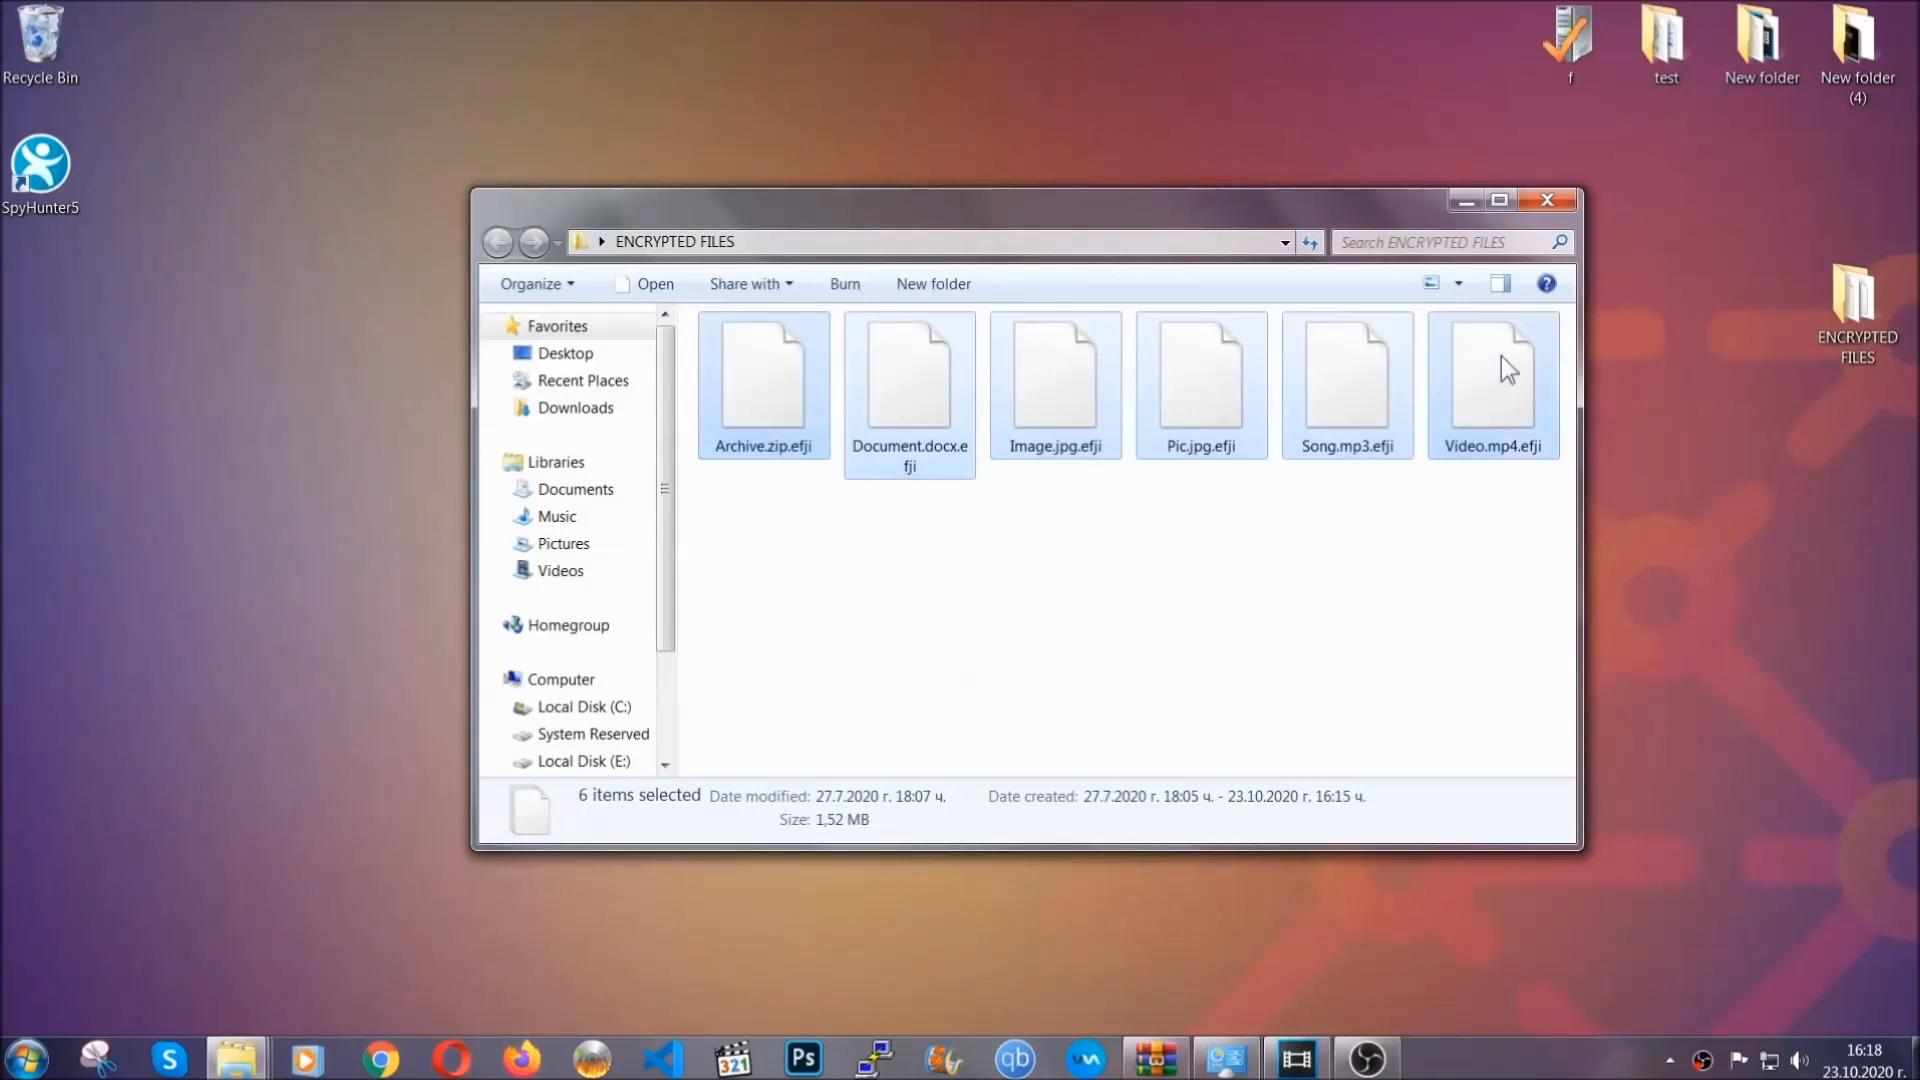 Recycle Bin
SpyHunter5
f
test
New folder
New folder
(4)
ENCRYPTED
FILES
ENCRYPTED FILES
Search ENCRYPTED FILES
Organize
Open
Share with
Burn
New folder
Favorites
Desktop
Recent Places
Downloads
Libraries
Documents
Music
Pictures
Videos
Homegroup
Computer
Local Disk (C:)
System Reserved
Local Disk (E:)
Archive.zip.efji
Document.docx.e
fji
Image.jpg.efji
Pic.jpg.efji
Song.mp3.efji
Video.mp4.efji
6 items selected Date modified: 27.7.2020 г. 18:07 ч. Date created: 27.7.2020 г. 18:05 ч. - 23.10.2020 г. 16:15 ч.
Size: 1,52 MB
S
321
Ps
qb
16:18
23.10.2020 г.